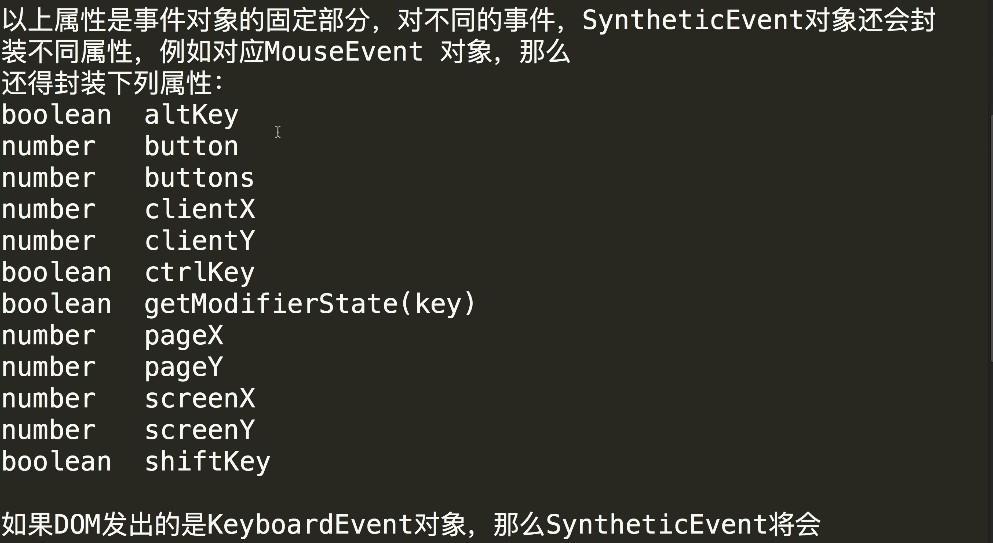 以上属性是事件对象的固定部分，对不同的事件，SyntheticEvent对象还会封
装不同属性，例如对应MouseEvent 对象，那么
还得封装下列属性：
boolean altKey
number button
number buttons
number clientX
number clientY
boolean ctrlKey
boolean getModifierState(key)
number pageX
number pageY
number screenX
number screenY
boolean shiftKey
如果DOM发出的是KeyboardEvent对象，那么SyntheticEvent将会